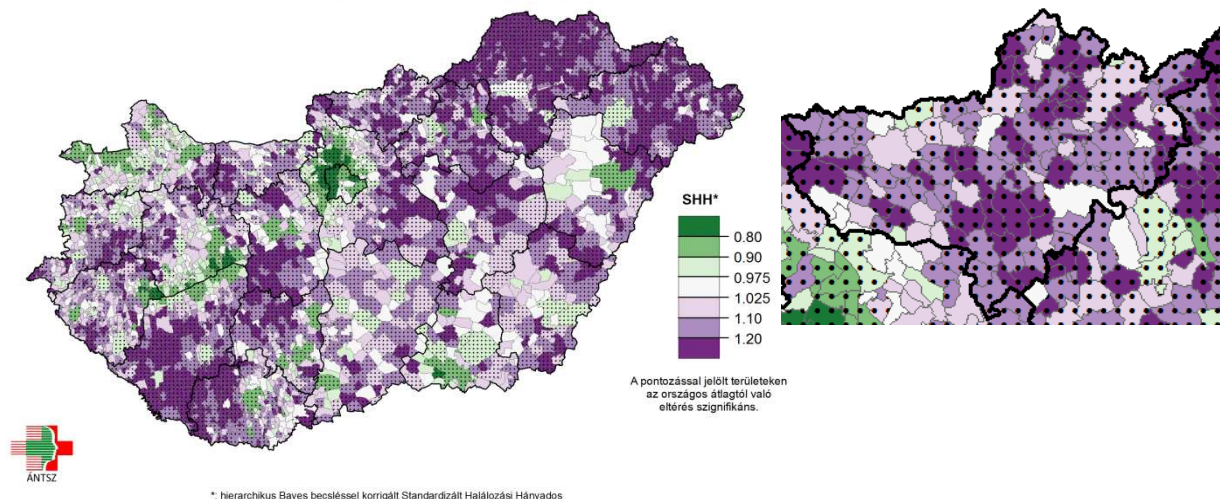 SHH*
0.80
0.90
0.975
1.025
1.10
1.20
A pontozással jelölt területeken
az országos átlagtól való
eltérés szignifikáns.
ÁNTSZ
*: hierarchikus Bayes becsléssel korrigált Standardizált Halálozási Hányados